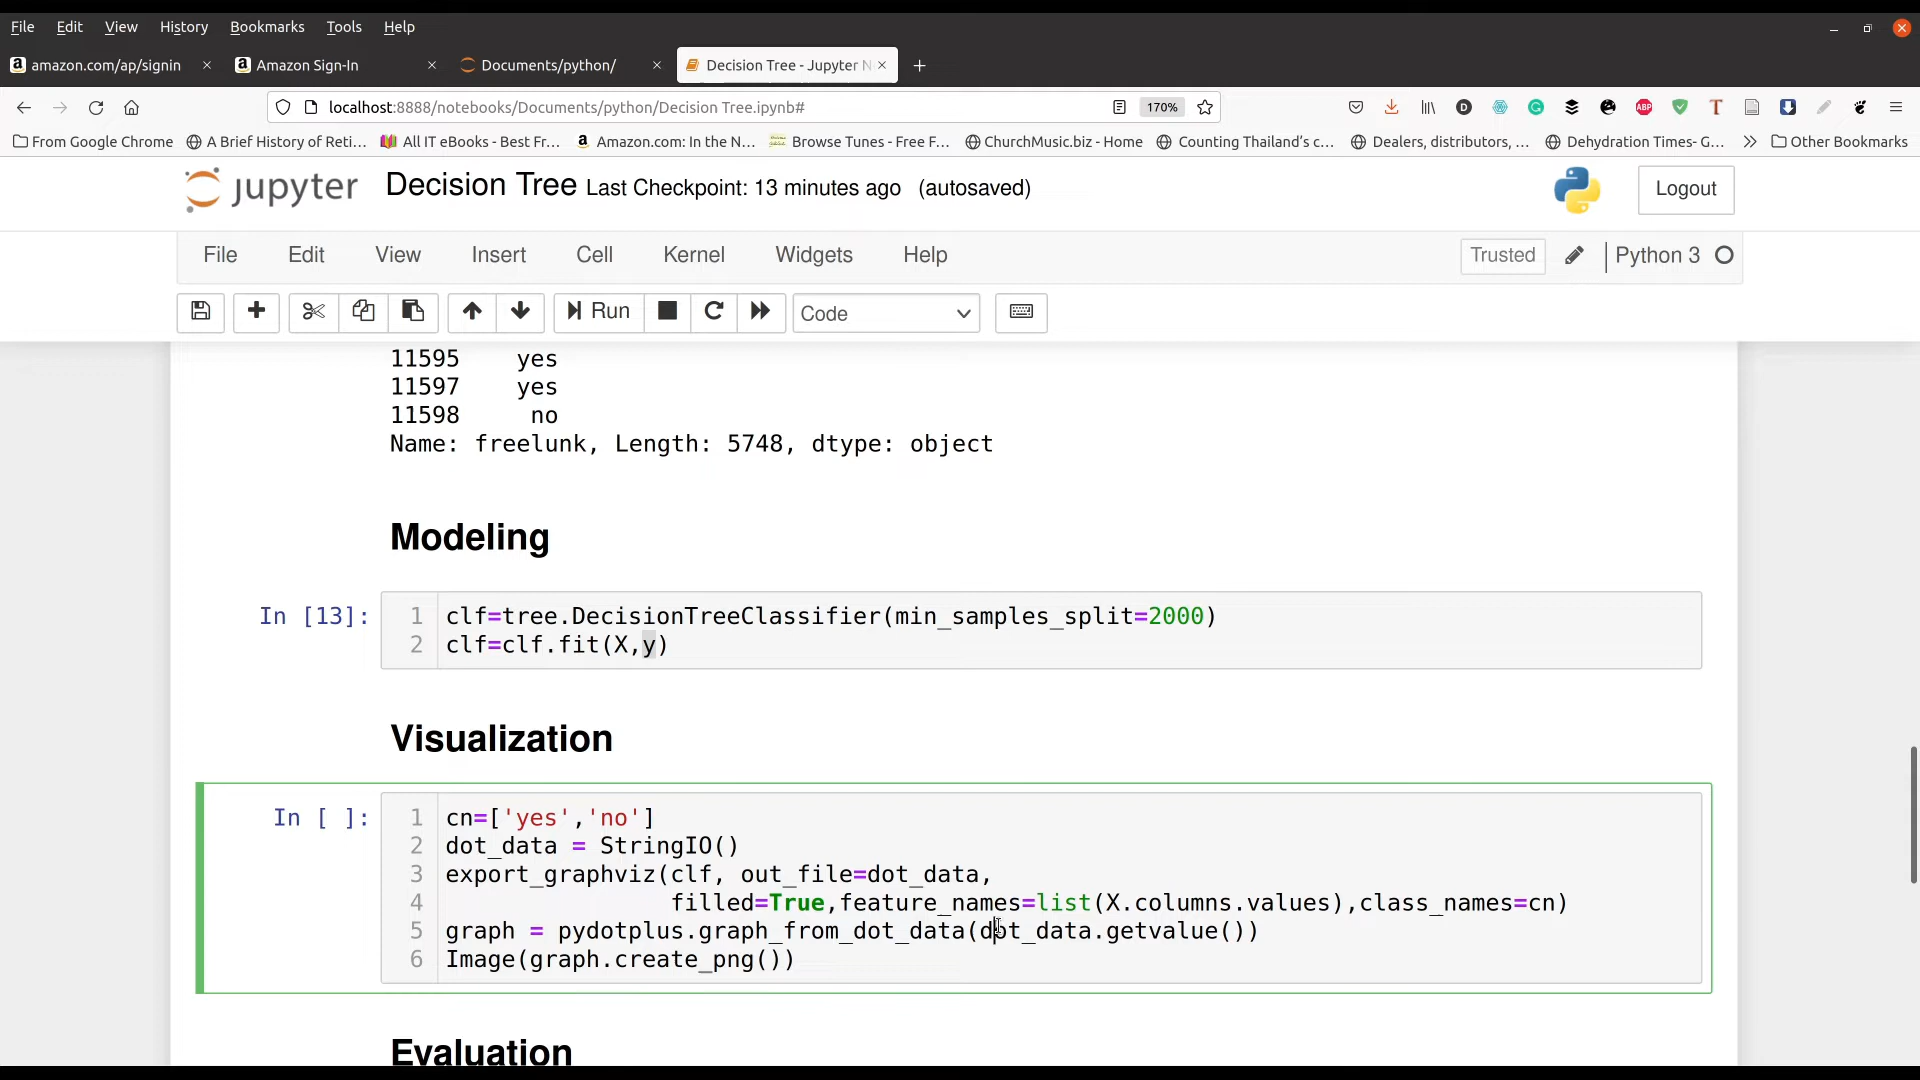 File Edit View History Bookmarks Tools Help
amazon.com/ap/signin Amazon Sign-In Documents/python/ Decision Tree - Jupyter N
localhost:8888/notebooks/Documents/python/Decision Tree.ipynb# 170%
From Google Chrome A Brief History of Reti... All IT eBooks - Best Fr... Amazon.com: In the N... Browse Tunes - Free F... ChurchMusic.biz - Home Counting Thailand's c... Dealers, distributors, ... Dehydration Times- G... Other Bookmarks
jupyter Decision Tree Last Checkpoint: 13 minutes ago (autosaved) Logout
File Edit View Insert Cell Kernel Widgets Help Trusted Python 3
Run Code
11595 yes
11597 yes
11598 no
Name: freelunk, Length: 5748, dtype: object
Modeling
In [13]: 1 clf=tree.DecisionTreeClassifier(min_samples_split=2000)
2 clf=clf.fit(X,y)
Visualization
In [ ]: 1 cn=['yes','no']
2 dot_data = StringIO()
3 export_graphviz(clf, out_file=dot_data,
4 filled=True,feature_names=list(X.columns.values),class_names=cn)
5 graph = pydotplus.graph_from_dot_data(dot_data.getvalue())
6 Image(graph.create_png())
Evaluation